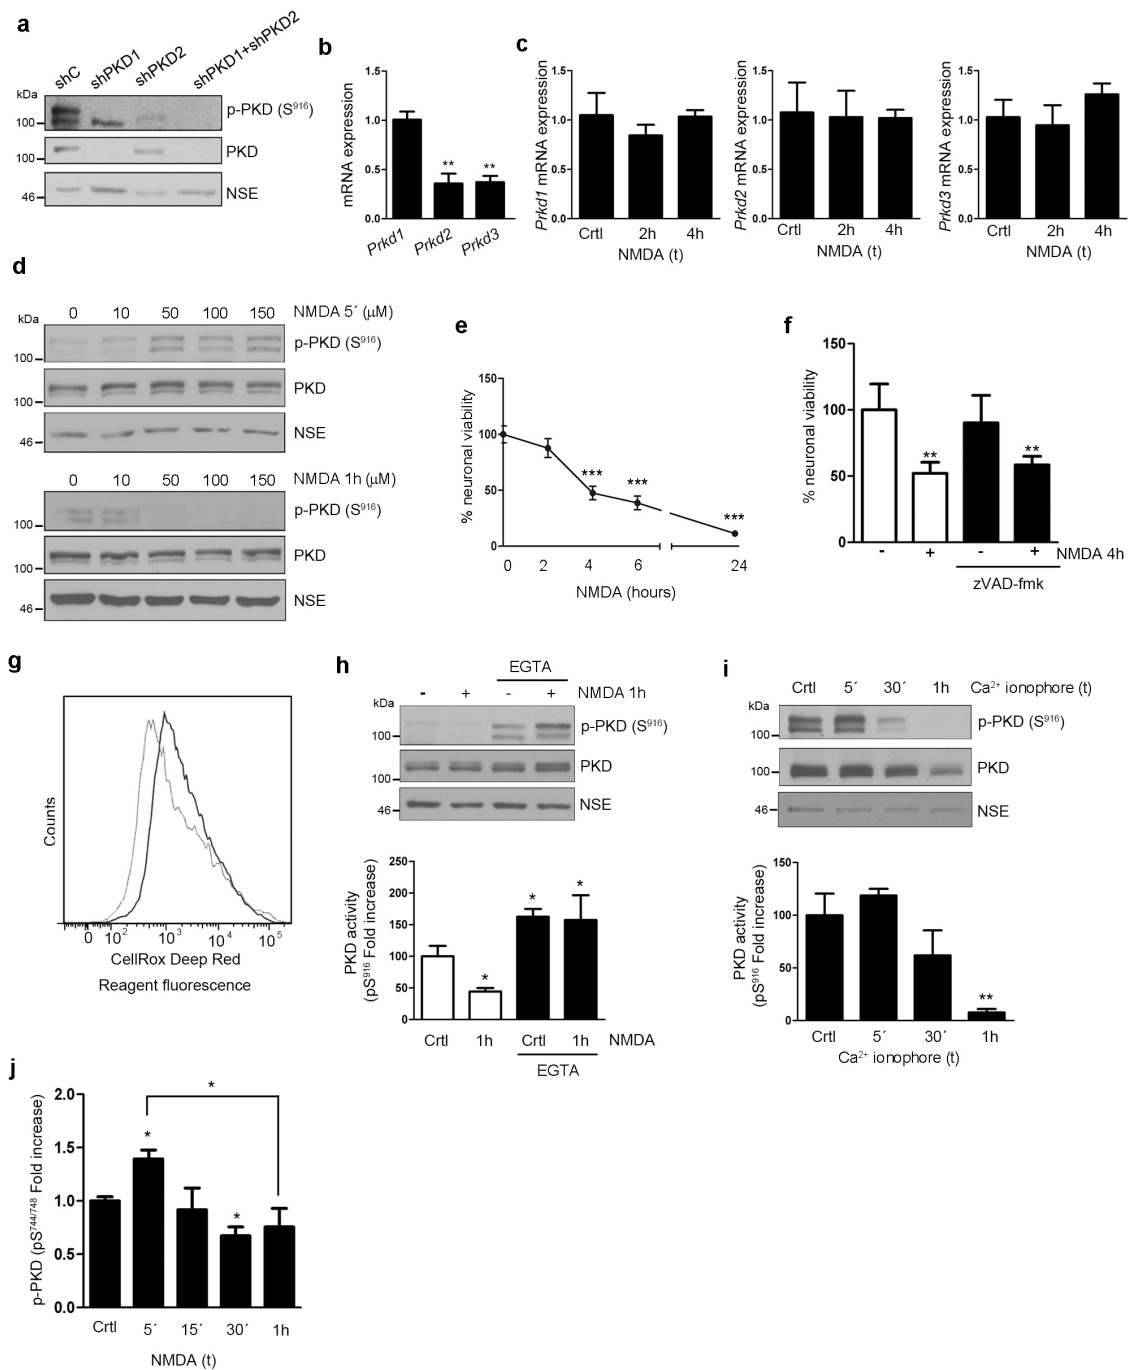 a
shC shPKD1 shPKD2 shPKD1+shPKD2
kDa
100 p-PKD (S⁹¹⁶)
100 PKD
46 NSE
b
mRNA expression
1.5
1.0
0.5
0.0
** **
Prkd1 Prkd2 Prkd3
c
Prkd1 mRNA expression
1.5
1.0
0.5
0.0
Crtl 2h 4h
NMDA (t)
Prkd2 mRNA expression
1.5
1.0
0.5
0.0
Crtl 2h 4h
NMDA (t)
Prkd3 mRNA expression
1.5
1.0
0.5
0.0
Crtl 2h 4h
NMDA (t)
d
0 10 50 100 150 NMDA 5´ (µM)
kDa
100 p-PKD (S⁹¹⁶)
100 PKD
46 NSE
0 10 50 100 150 NMDA 1h (µM)
100 p-PKD (S⁹¹⁶)
100 PKD
46 NSE
e
% neuronal viability
150
100
50
0
*** *** ***
0 2 4 6 24
NMDA (hours)
f
% neuronal viability
150
100
50
0
** **
- + - + NMDA 4h
zVAD-fmk
g
Counts
0 10² 10³ 10⁴ 10⁵
CellRox Deep Red
Reagent fluorescence
h
EGTA
- + - + NMDA 1h
kDa
100 p-PKD (S⁹¹⁶)
100 PKD
46 NSE
PKD activity
(pS⁹¹⁶ Fold increase)
250
200
150
100
50
0
* * *
Crtl 1h Crtl 1h NMDA
EGTA
i
Crtl 5´ 30´ 1h Ca²⁺ ionophore (t)
kDa
100 p-PKD (S⁹¹⁶)
100 PKD
46 NSE
PKD activity
(pS⁹¹⁶ Fold increase)
150
100
50
0
**
Crtl 5´ 30´ 1h
Ca²⁺ ionophore (t)
j
p-PKD (pS⁷⁴⁴/⁷⁴⁸ Fold increase)
2.0
1.5
1.0
0.5
0.0
*
* *
Crtl 5´ 15´ 30´ 1h
NMDA (t)